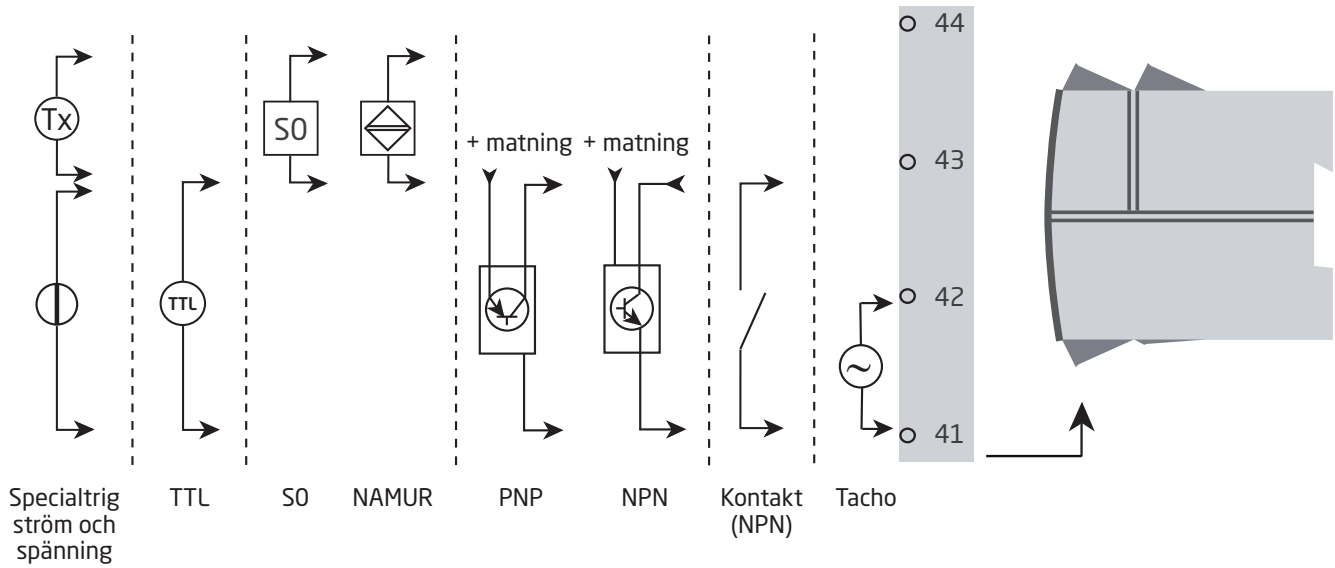 44
Tx
S0
+ matning + matning
43
TTL
42
~
41
Specialtrig
ström och
spänning
TTL
S0
NAMUR
PNP
NPN
Kontakt
(NPN)
Tacho